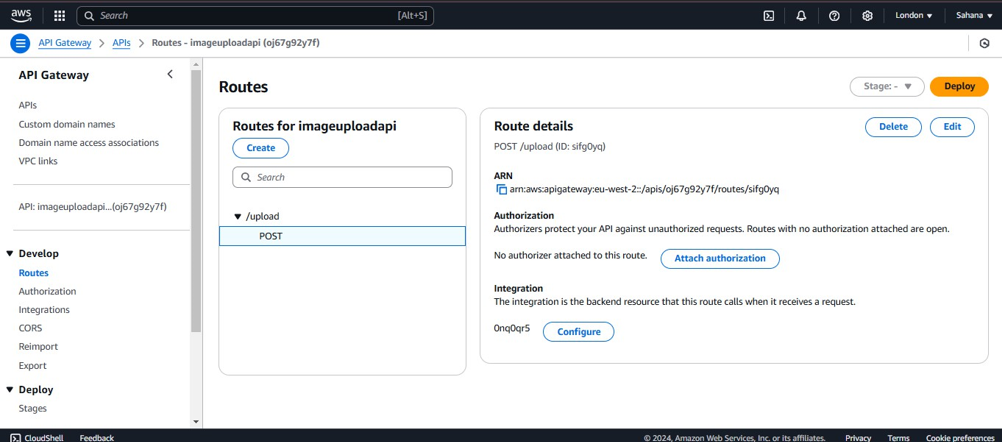 aws Search [Alt+S] London ▼ Sahana ▼
API Gateway > APIs > Routes - imageuploadapi (oj67g92y7f)
API Gateway
APIs
Custom domain names
Domain name access associations
VPC links
API: imageuploadapi...(oj67g92y7f)
▼ Develop
Routes
Authorization
Integrations
CORS
Reimport
Export
▼ Deploy
Stages
Routes
Stage: - ▼ Deploy
Routes for imageuploadapi
Create
Search
▼ /upload
POST
Route details
Delete Edit
POST /upload (ID: sifg0yq)
ARN
arn:aws:apigateway:eu-west-2::/apis/oj67g92y7f/routes/sifg0yq
Authorization
Authorizers protect your API against unauthorized requests. Routes with no authorization attached are open.
No authorizer attached to this route. Attach authorization
Integration
The integration is the backend resource that this route calls when it receives a request.
0nq0qr5 Configure
CloudShell Feedback © 2024, Amazon Web Services, Inc. or its affiliates. Privacy Terms Cookie preferences